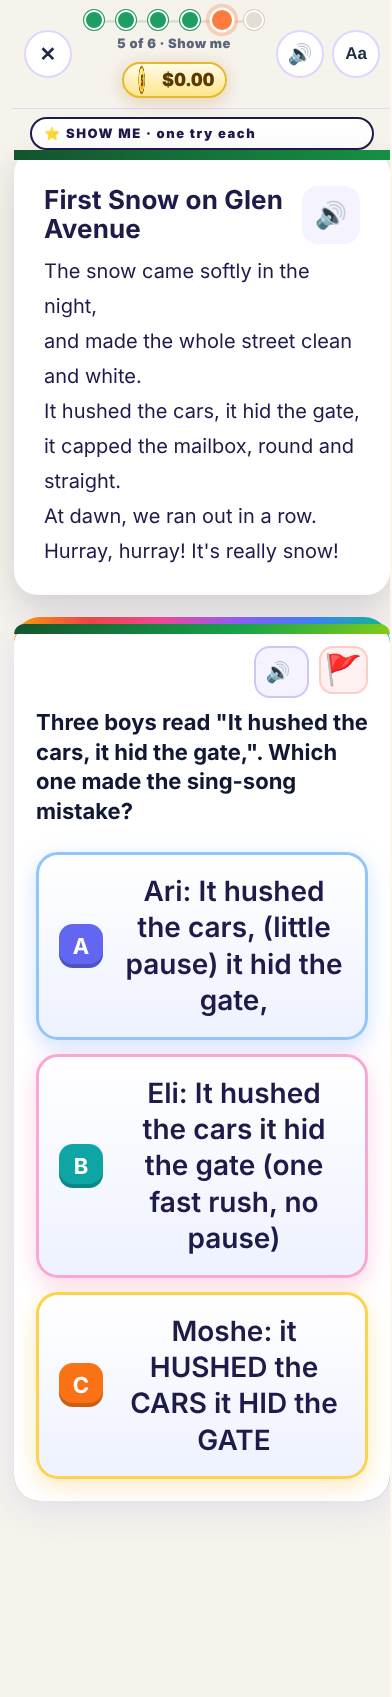 5 of 6 · Show me
✕
$0.00
Aa
SHOW ME · one try each
First Snow on Glen
Avenue
The snow came softly in the
night,
and made the whole street clean
and white.
It hushed the cars, it hid the gate,
it capped the mailbox, round and
straight.
At dawn, we ran out in a row.
Hurray, hurray! It's really snow!
Three boys read "It hushed the
cars, it hid the gate,". Which
one made the sing-song
mistake?
A
Ari: It hushed
the cars, (little
pause) it hid the
gate,
B
Eli: It hushed
the cars it hid
the gate (one
fast rush, no
pause)
C
Moshe: it
HUSHED the
CARS it HID the
GATE